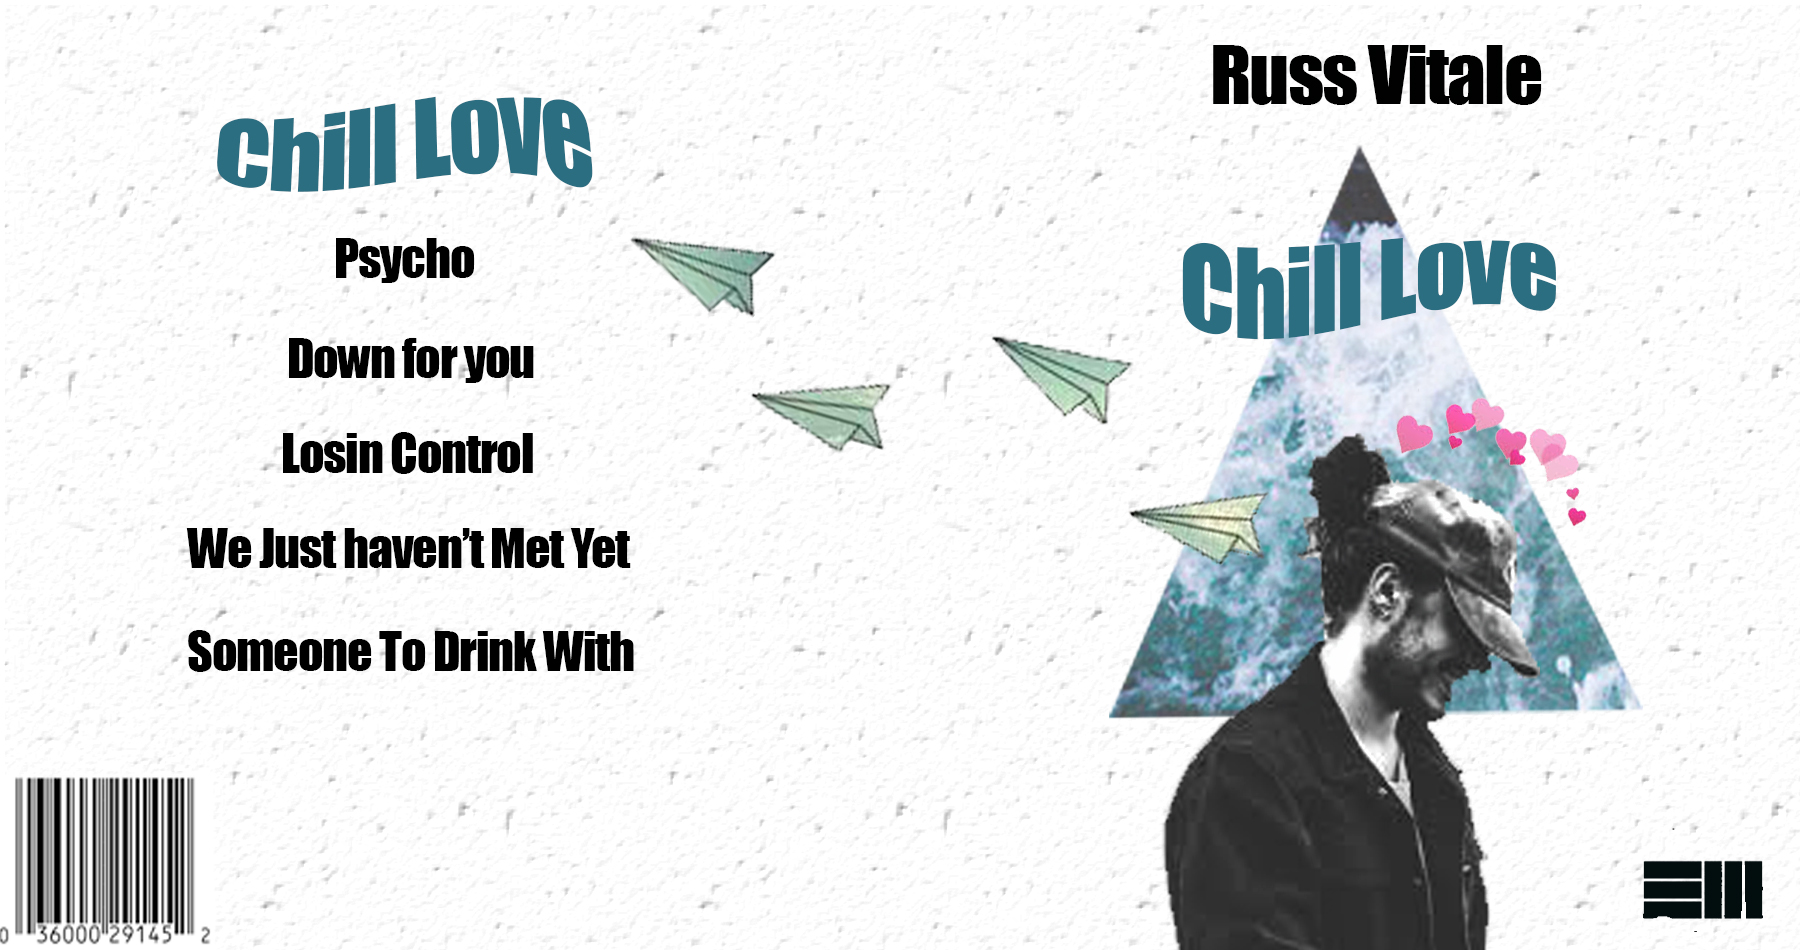 Chill Love
Psycho
Down for you
Losin Control
We Just haven't Met Yet
Someone To Drink With
0 36000 29145 2
Russ Vitale
Chill Love